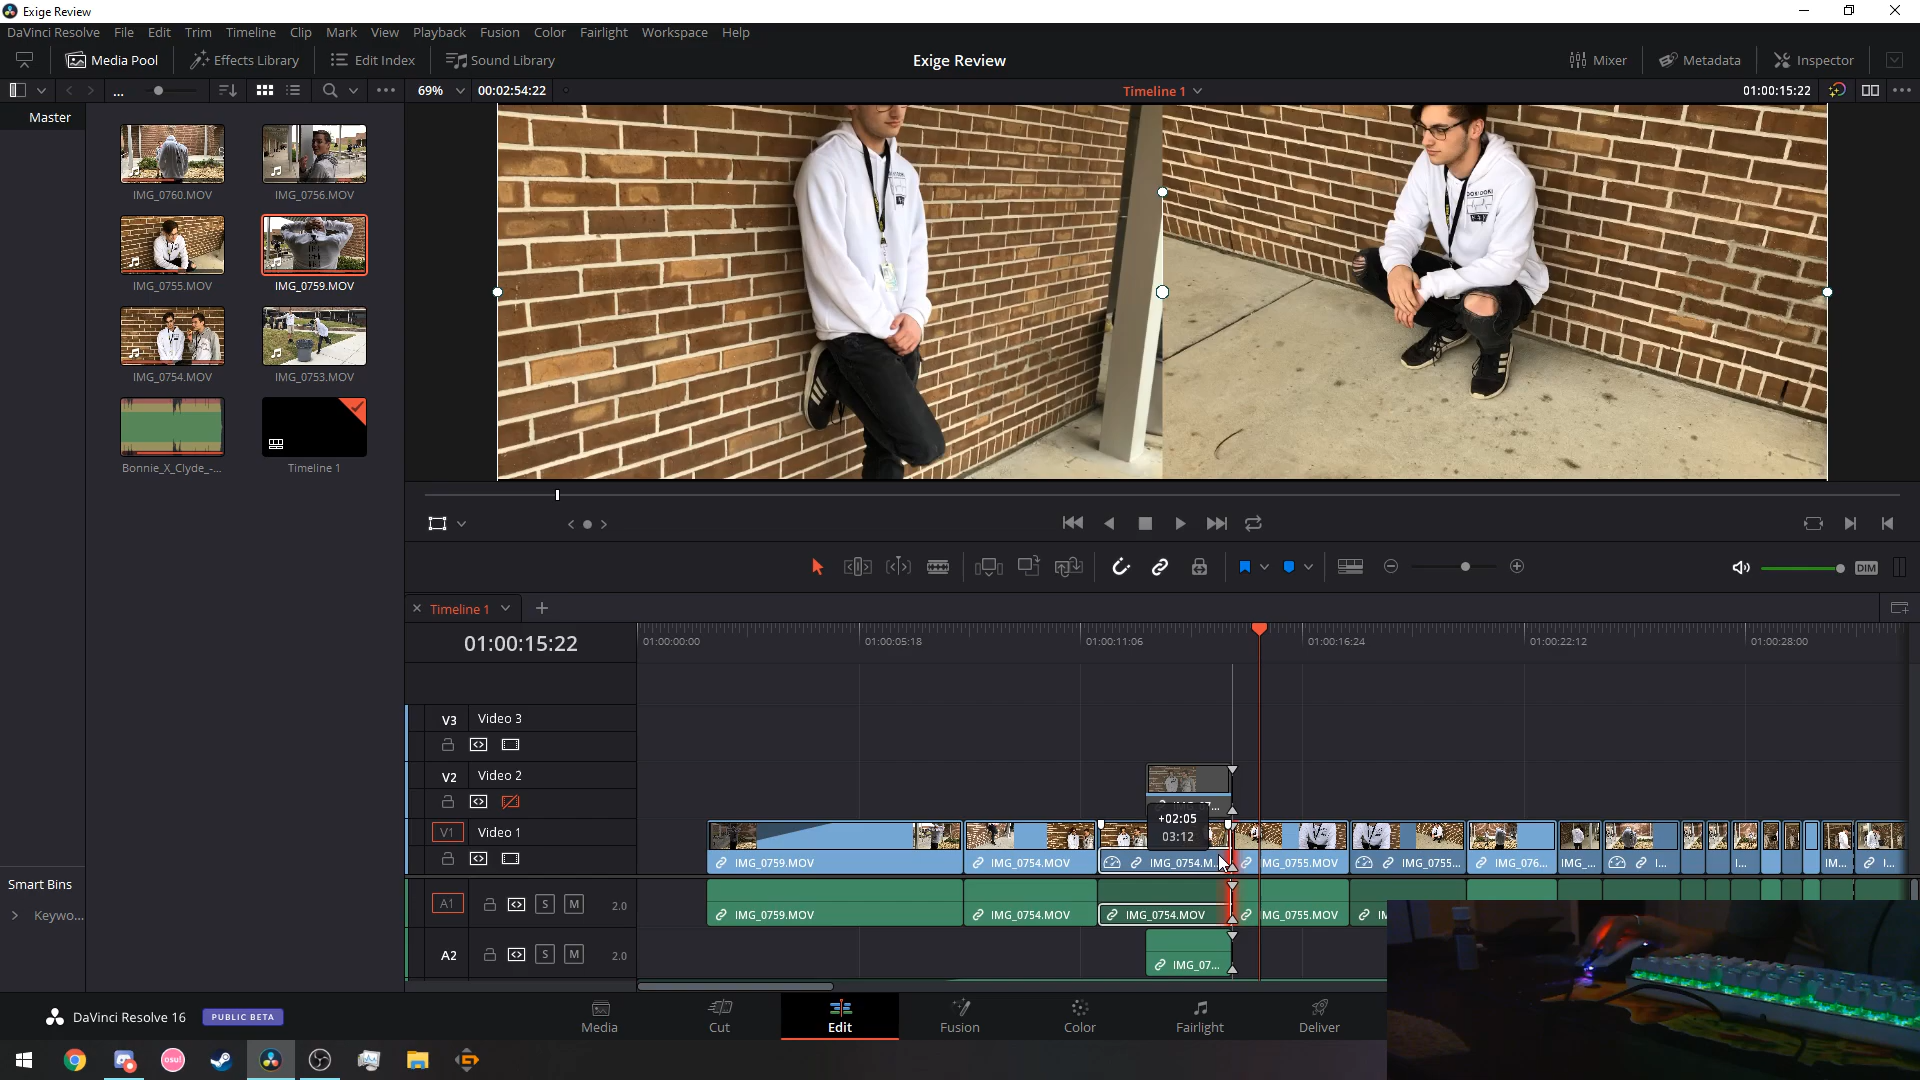 Exige Review
DaVinci Resolve File Edit Trim Timeline Clip Mark View Playback Fusion Color Fairlight Workspace Help
Media Pool Effects Library Edit Index Sound Library Exige Review Mixer Metadata Inspector
... 69% 00:02:54:22 Timeline 1 01:00:15:22
Master
IMG_0760.MOV IMG_0756.MOV
IMG_0755.MOV IMG_0759.MOV
IMG_0754.MOV IMG_0753.MOV
Bonnie_X_Clyde_-... Timeline 1
DIM
Timeline 1
01:00:15:22 01:00:00:00 01:00:05:18 01:00:11:06 01:00:16:24 01:00:22:12 01:00:28:00
V3 Video 3
V2 Video 2
+02:05
03:12
V1 Video 1
IMG_0759.MOV IMG_0754.MOV IMG_0754.M... IMG_0755.MOV IMG_0755... IMG_076... IMG_... I... I... IM... I...
Smart Bins
Keywo...
A1 S M 2.0 IMG_0759.MOV IMG_0754.MOV IMG_0754.MOV IMG_0755.MOV
A2 S M 2.0 IMG_07...
DaVinci Resolve 16 PUBLIC BETA Media Cut Edit Fusion Color Fairlight Deliver
osu!